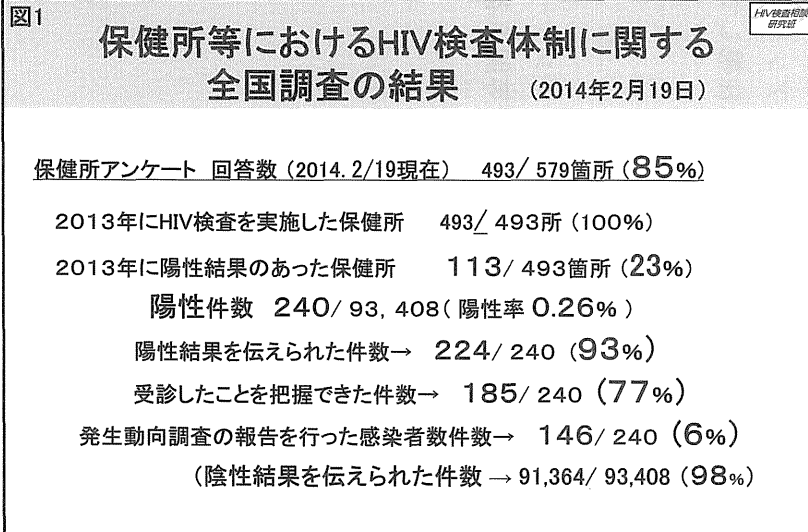 図1
HIV検査相談
研究班
保健所等におけるHIV検査体制に関する
全国調査の結果 (2014年2月19日)
保健所アンケート 回答数 (2014. 2/19現在) 493/ 579箇所 (85%)
2013年にHIV検査を実施した保健所 493/ 493所 (100%)
2013年に陽性結果のあった保健所 113/ 493箇所 (23%)
陽性件数 240/ 93, 408( 陽性率 0.26% )
陽性結果を伝えられた件数→ 224/ 240 (93%)
受診したことを把握できた件数→ 185/ 240 (77%)
発生動向調査の報告を行った感染者数件数→ 146/ 240 (6%)
(陰性結果を伝えられた件数 → 91,364/ 93,408 (98%)